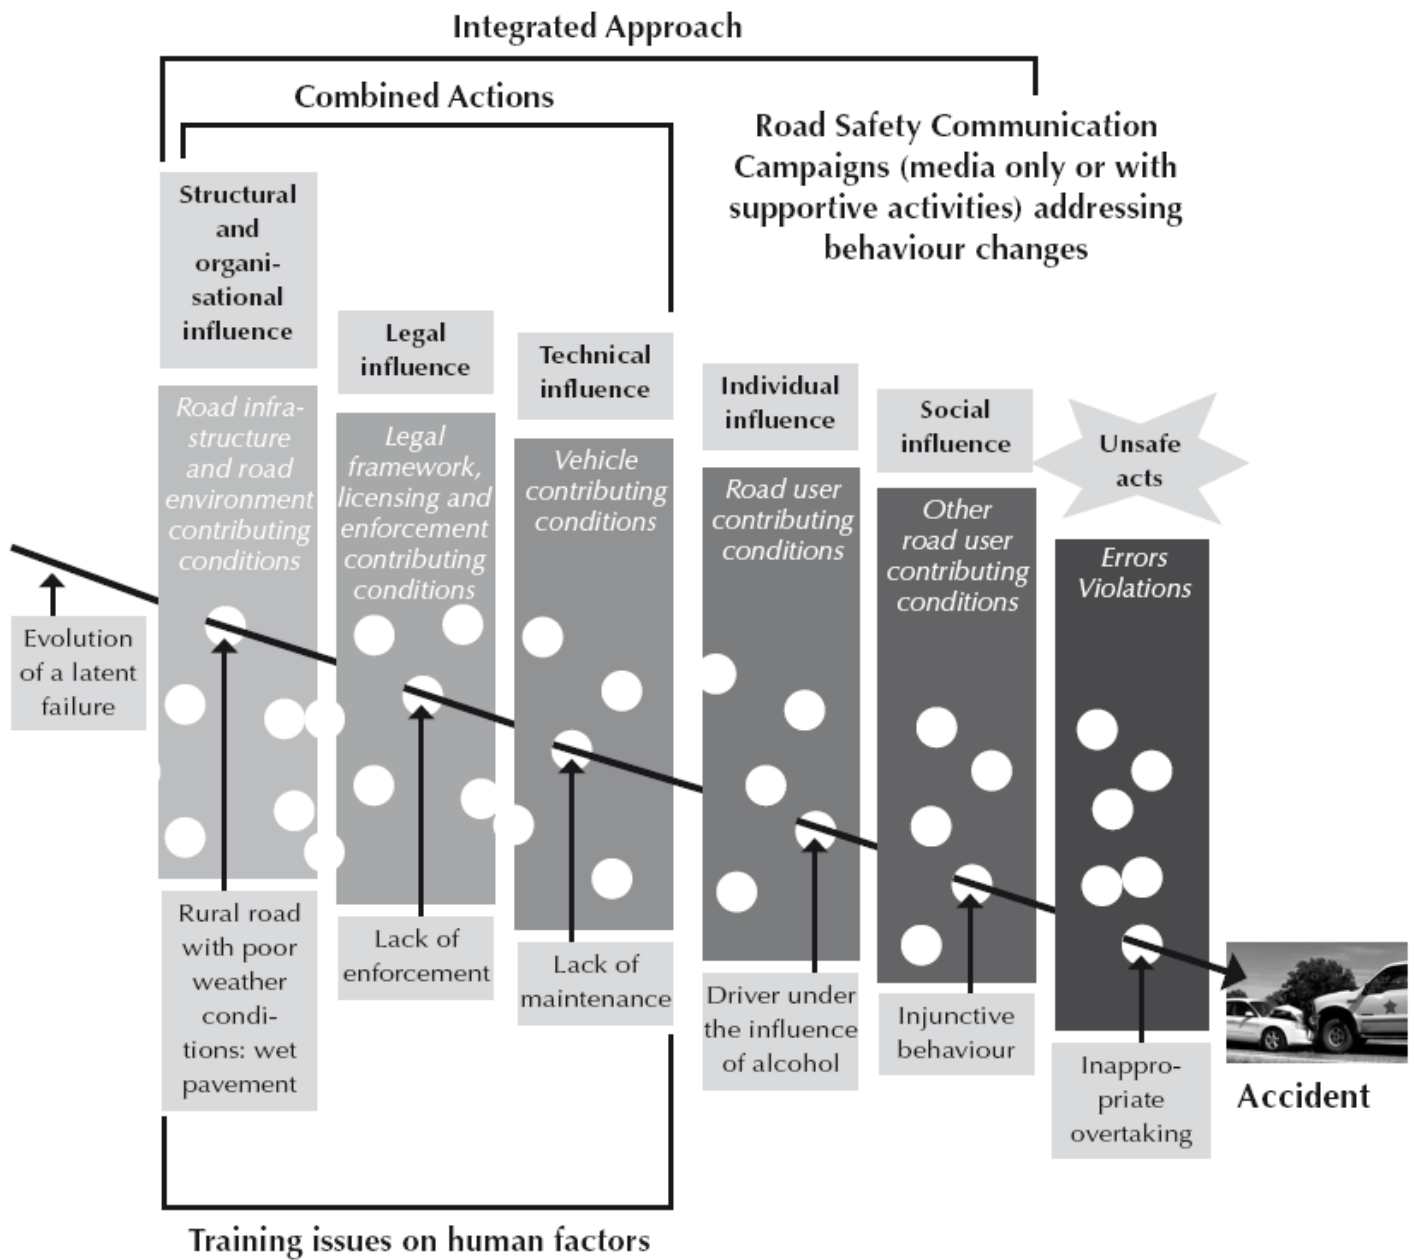 Integrated Approach
Combined Actions
Road Safety Communication
Campaigns (media only or with
supportive activities) addressing
behaviour changes
Structural
and
organi-
sational
influence
Legal
influence
Technical
influence
Individual
influence
Social
influence
Unsafe
acts
Road infra-
structure
and road
environment
contributing
conditions
Legal
framework,
licensing and
enforcement
contributing
conditions
Vehicle
contributing
conditions
Road user
contributing
conditions
Other
road user
contributing
conditions
Errors
Violations
Evolution
of a latent
failure
Rural road
with poor
weather
condi-
tions: wet
pavement
Lack of
enforcement
Lack of
maintenance
Driver under
the influence
of alcohol
Injunctive
behaviour
Inappro-
priate
overtaking
Accident
Training issues on human factors